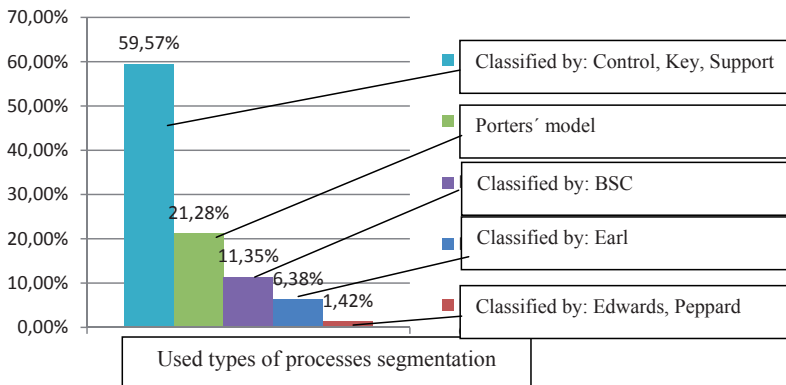 70,00%
60,00%
50,00%
40,00%
30,00%
20,00%
10,00%
0,00%
59,57%
21,28%
11,35%
6,38%
1,42%
Classified by: Control, Key, Support
Porters´ model
Classified by: BSC
Classified by: Earl
Classified by: Edwards, Peppard
Used types of processes segmentation